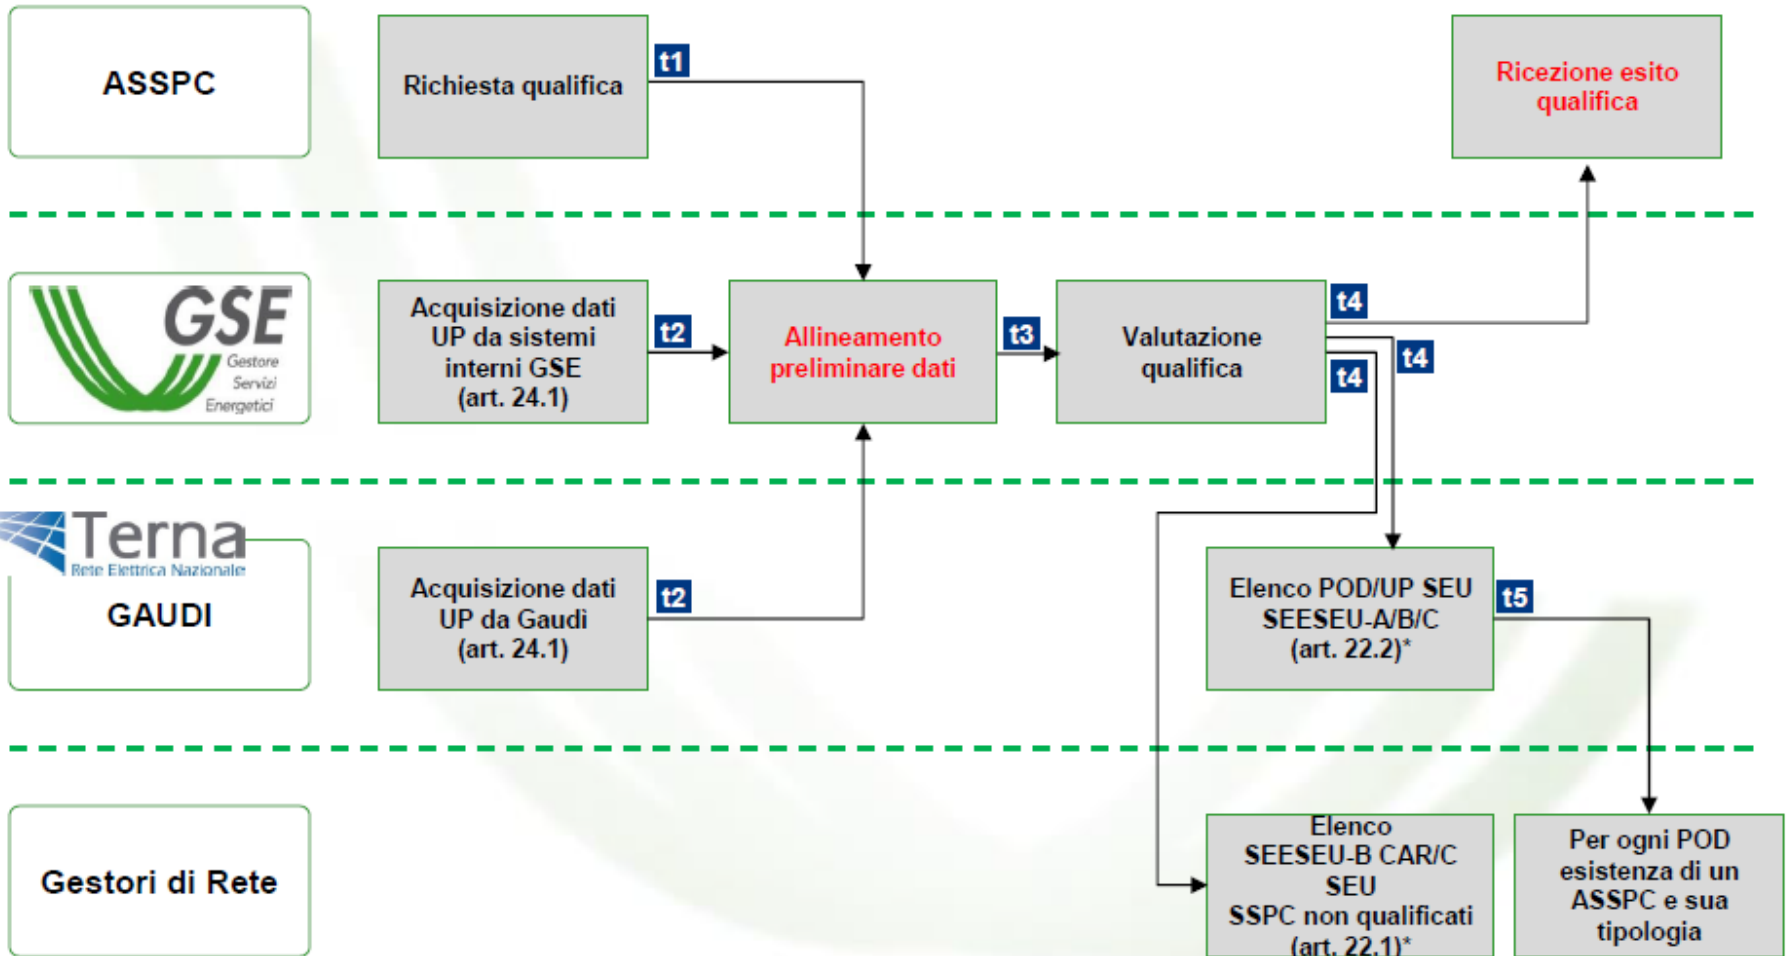 ASSPC
Richiesta qualifica
t1
Ricezione esito
qualifica
GSE
Gestore
Servizi
Energetici
Acquisizione dati
UP da sistemi
interni GSE
(art. 24.1)
t2
Allineamento
preliminare dati
t3
Valutazione
qualifica
t4
t4
t4
Terna
Rete Elettrica Nazionale
GAUDI
Acquisizione dati
UP da Gaudì
(art. 24.1)
t2
Elenco POD/UP SEU
SEESEU-A/B/C
(art. 22.2)*
t5
Gestori di Rete
Elenco
SEESEU-B CAR/C
SEU
SSPC non qualificati
(art. 22.1)*
Per ogni POD
esistenza di un
ASSPC e sua
tipologia